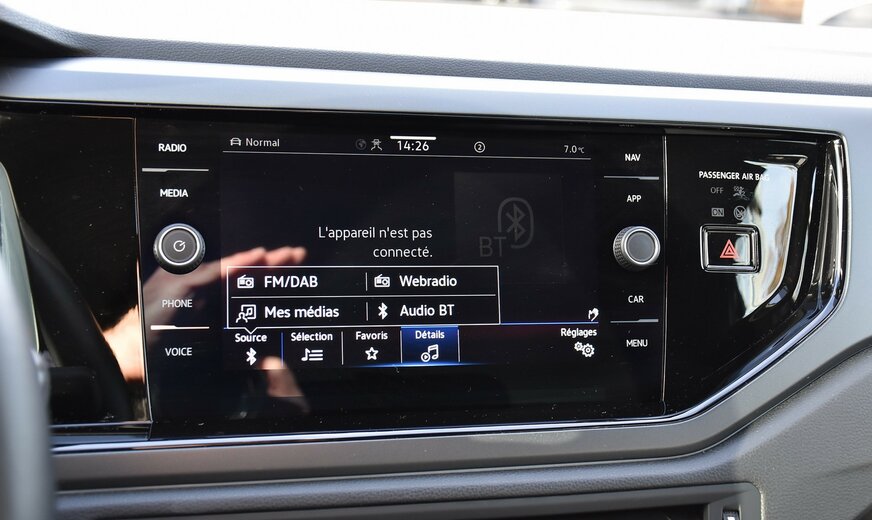 RADIO
MEDIA
PHONE
VOICE
Normal
14:26
2
7.0°C
L'appareil n'est pas
connecté.
BT
FM/DAB
Webradio
Mes médias
Audio BT
Source
Sélection
Favoris
Détails
Réglages
NAV
APP
CAR
MENU
PASSENGER AIR BAG
OFF
ON